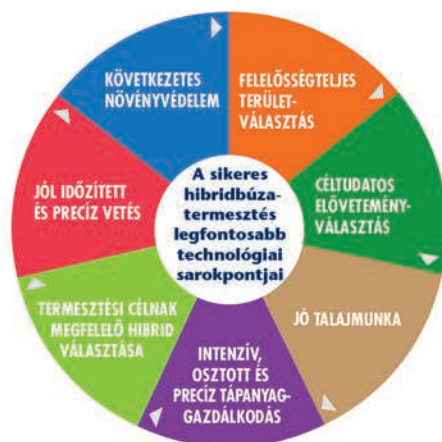 KÖVETKEZETES
NÖVÉNYVÉDELEM
FELELŐSSÉGTELJES
TERÜLET-
VÁLASZTÁS
CÉLTUDATOS
ELŐVETEMÉNY-
VÁLASZTÁS
JÓ TALAJMUNKA
INTENZÍV,
OSZTOTT ÉS
PRECÍZ TÁPANYAG-
GAZDÁLKODÁS
TERMESZTÉSI CÉLNAK
MEGFELELŐ HIBRID
VÁLASZTÁSA
JÓL IDŐZÍTETT
ÉS PRECÍZ VETÉS
A sikeres
hibridbúza-
termesztés
legfontosabb
technológiai
sarokpontjai